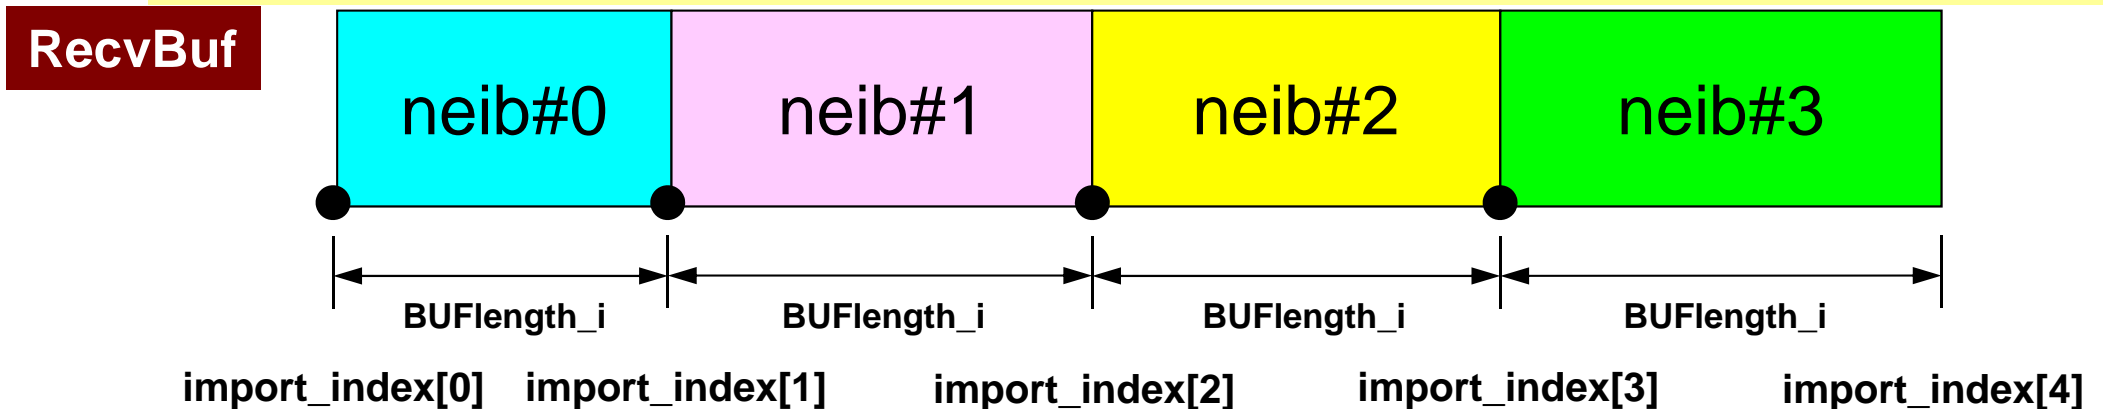 RecvBuf
neib#0 neib#1 neib#2 neib#3
BUFlength_i BUFlength_i BUFlength_i BUFlength_i
import_index[0] import_index[1] import_index[2] import_index[3] import_index[4]